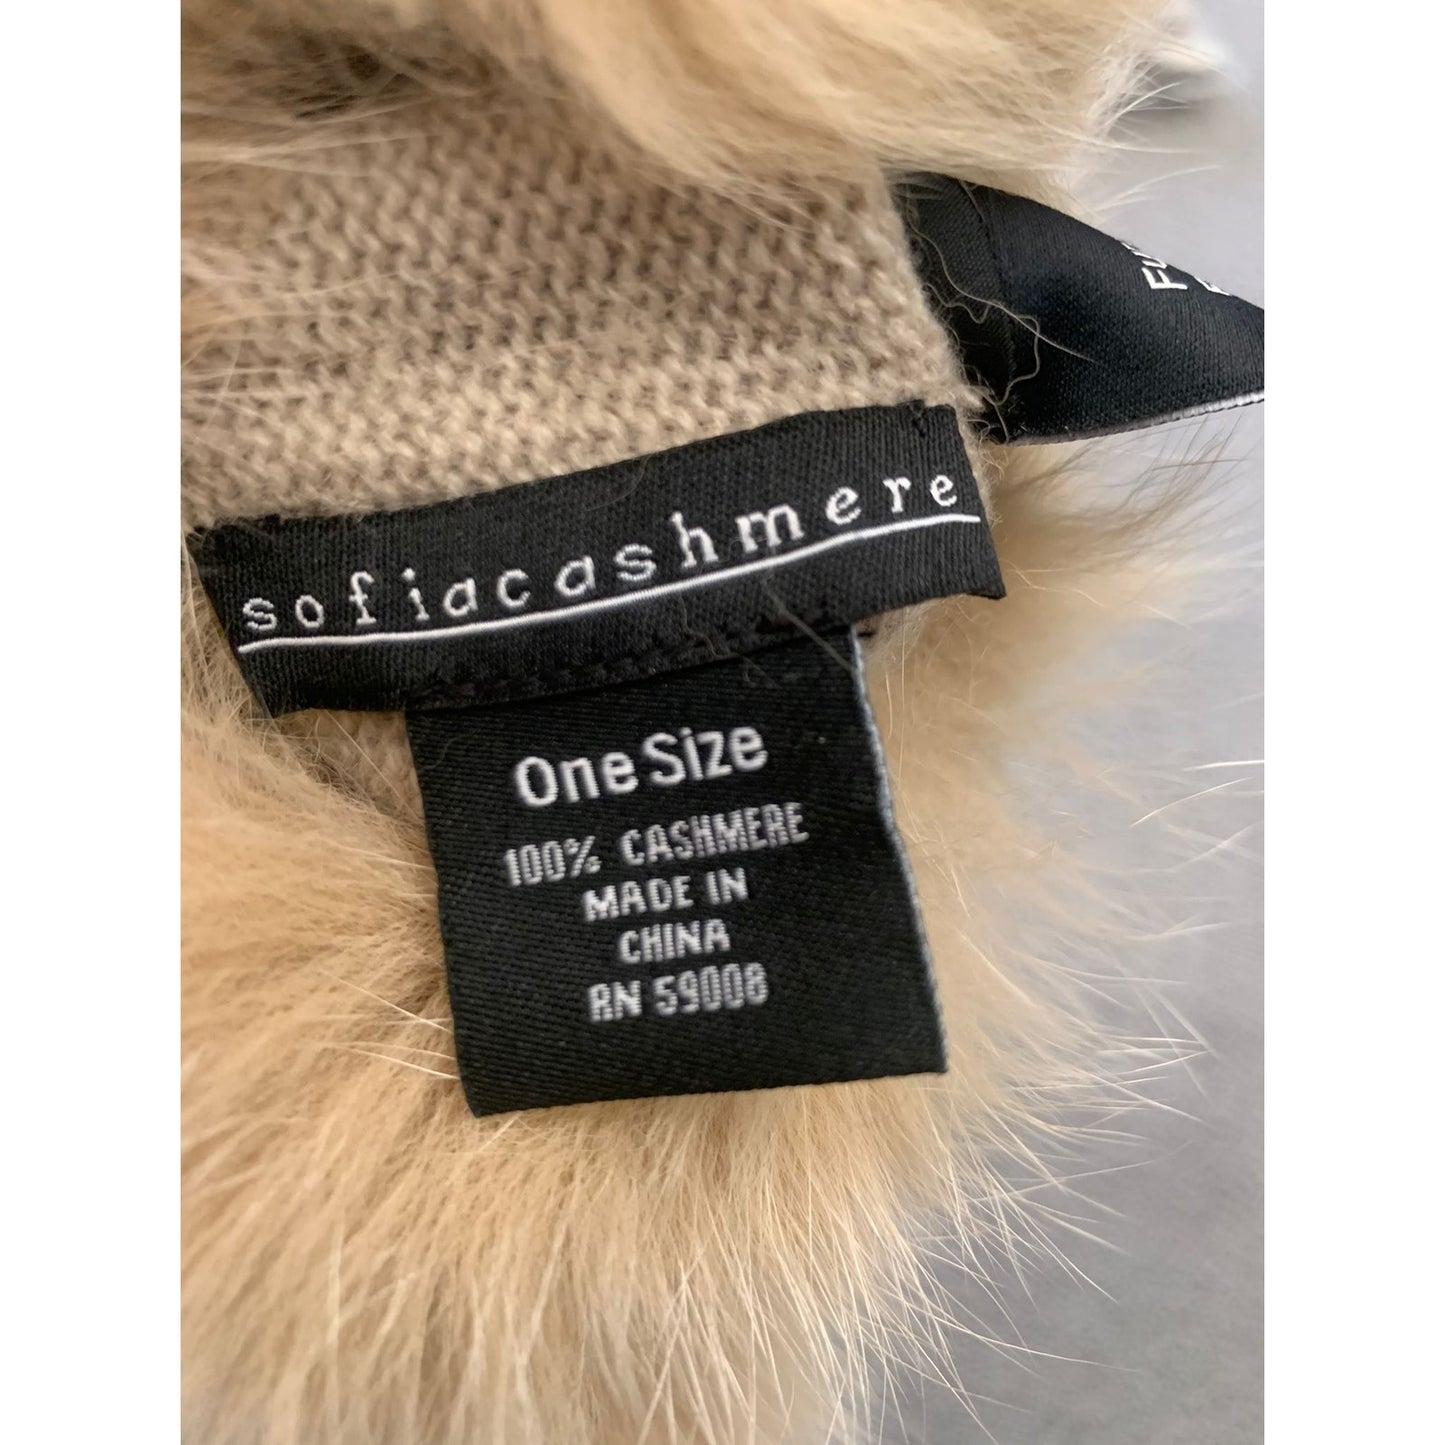 sofiacashmere
One Size
100% CASHMERE
MADE IN
CHINA
RN 59008